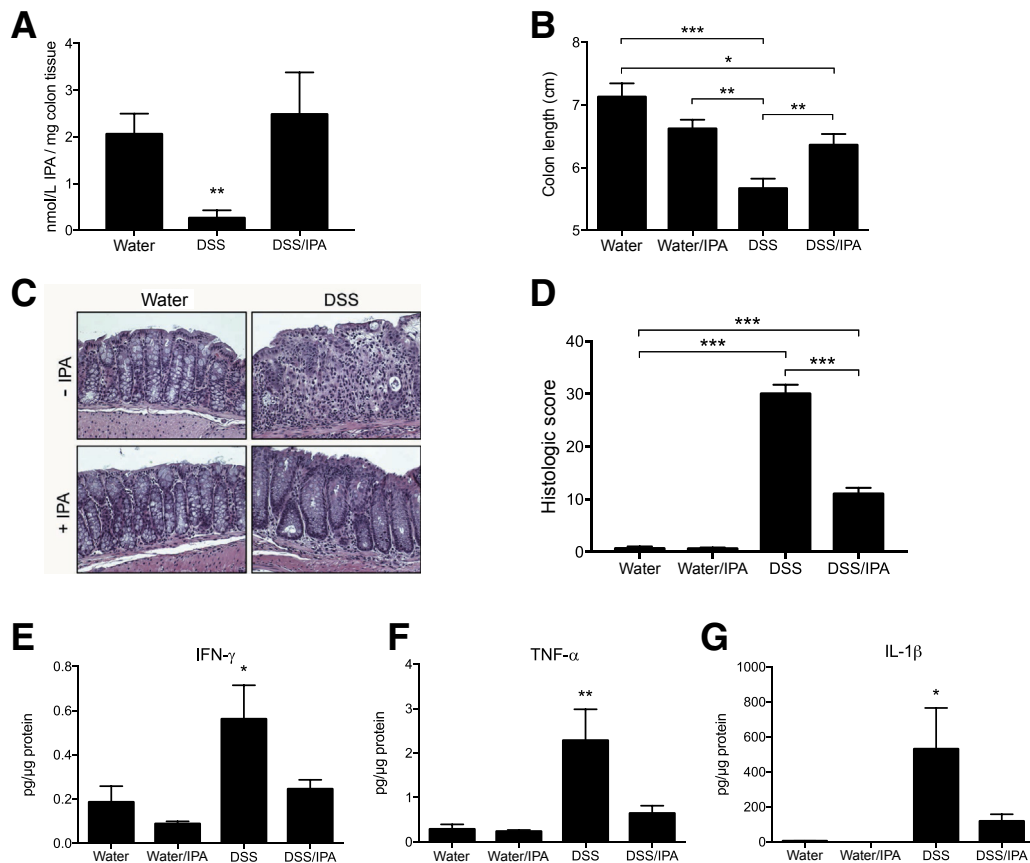 A
nmol/L IPA / mg colon tissue
4
3
2
1
0
**
Water
DSS
DSS/IPA
B
Colon length (cm)
8
7
6
5
***
*
**
**
Water
Water/IPA
DSS
DSS/IPA
C
Water
DSS
- IPA
+ IPA
D
Histologic score
40
30
20
10
0
***
***
***
Water
Water/IPA
DSS
DSS/IPA
E
IFN-γ
pg/µg protein
0.8
0.6
0.4
0.2
0.0
*
Water
Water/IPA
DSS
DSS/IPA
F
TNF-α
pg/µg protein
4
3
2
1
0
**
Water
Water/IPA
DSS
DSS/IPA
G
IL-1β
pg/µg protein
1000
800
600
400
200
0
*
Water
Water/IPA
DSS
DSS/IPA